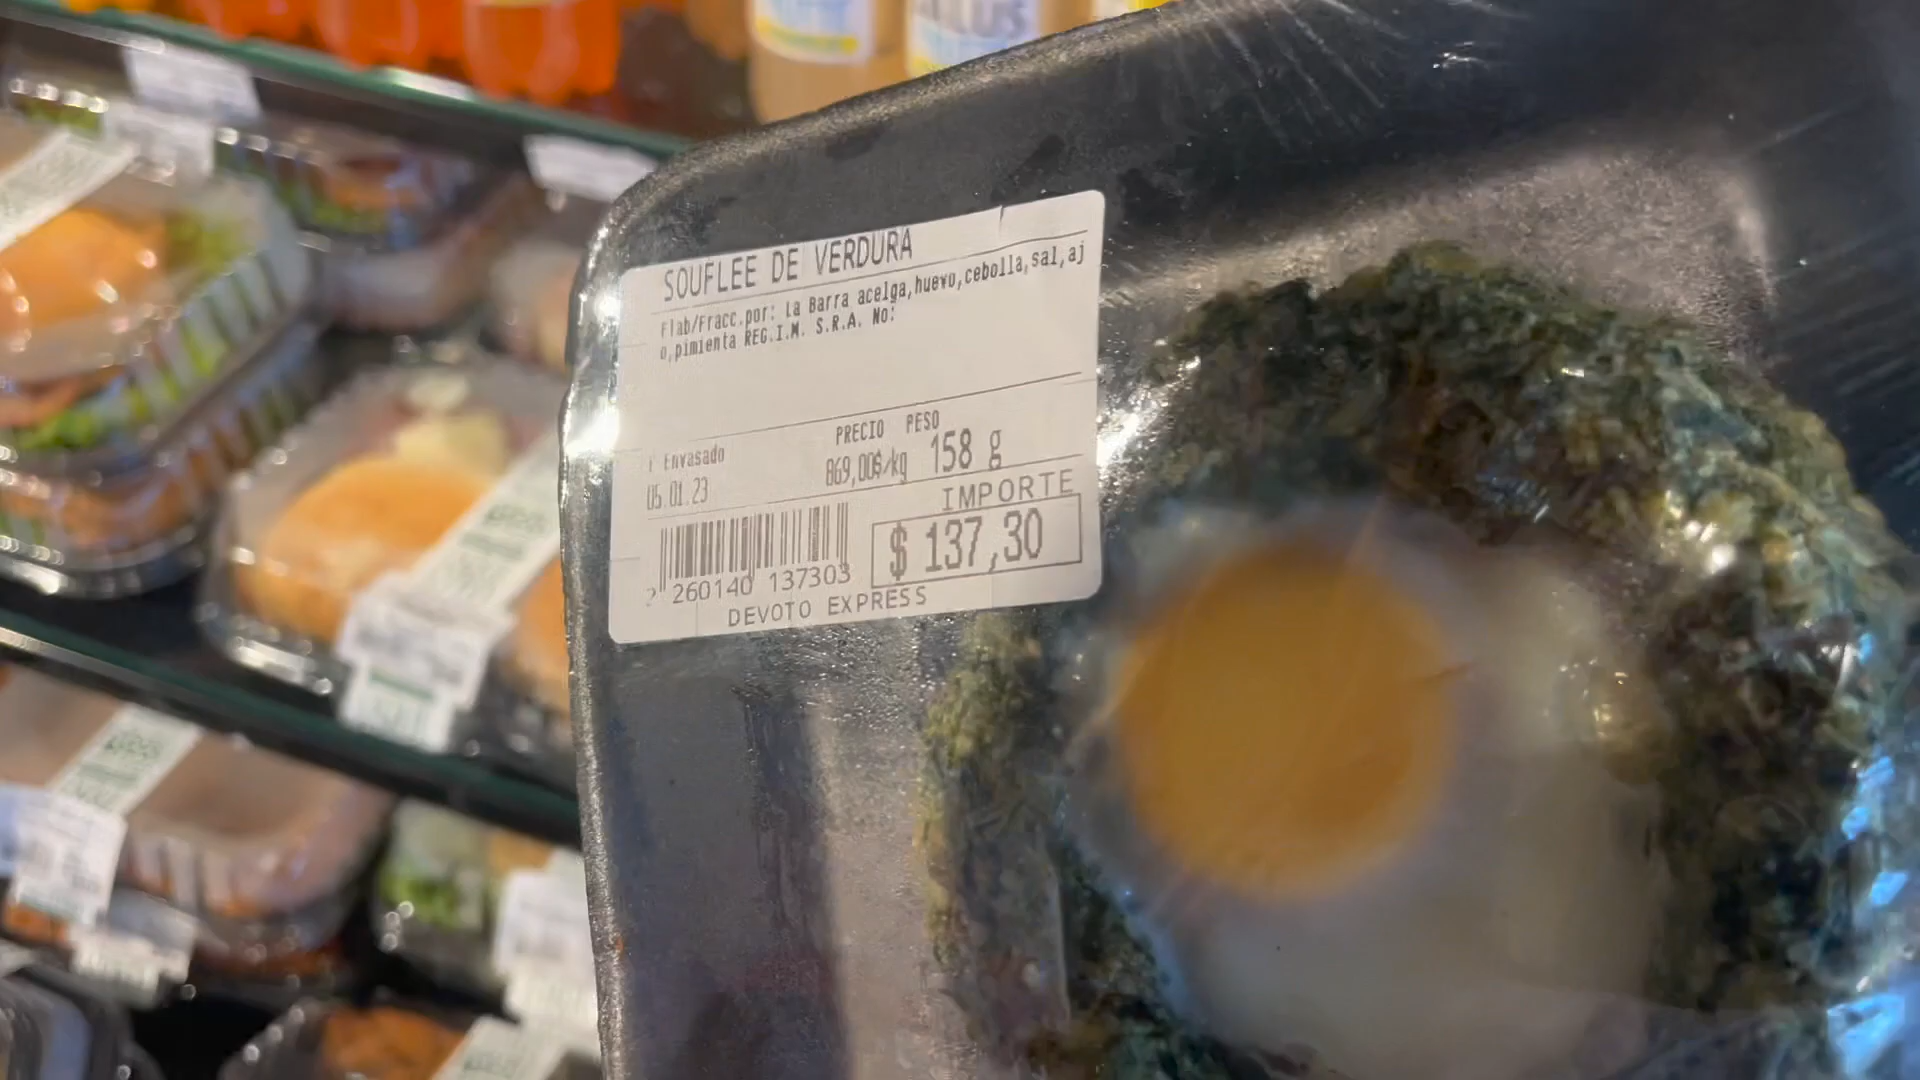 LUS
SOUFLEE DE VERDURA
Elab/Fracc.por: La Barra acelga,huevo,cebolla,sal,aj
o,pimienta REG.I.M. S.R.A. No:
PRECIO PESO
Envasado
869,00$/kg 158 g
05.01.23
IMPORTE
$ 137,30
2 260140 137303
DEVOTO EXPRESS